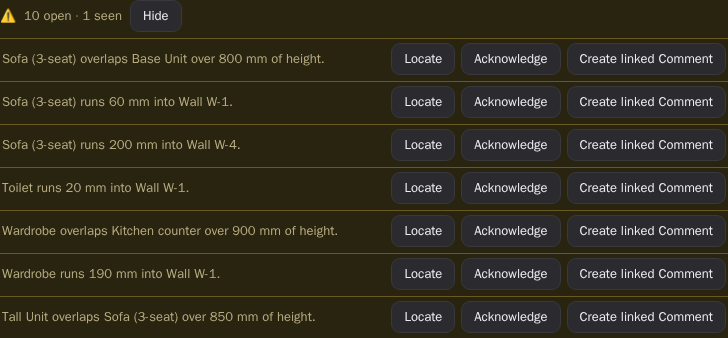 ⚠️ 10 open · 1 seen Hide
Sofa (3-seat) overlaps Base Unit over 800 mm of height. Locate Acknowledge Create linked Comment
Sofa (3-seat) runs 60 mm into Wall W-1. Locate Acknowledge Create linked Comment
Sofa (3-seat) runs 200 mm into Wall W-4. Locate Acknowledge Create linked Comment
Toilet runs 20 mm into Wall W-1. Locate Acknowledge Create linked Comment
Wardrobe overlaps Kitchen counter over 900 mm of height. Locate Acknowledge Create linked Comment
Wardrobe runs 190 mm into Wall W-1. Locate Acknowledge Create linked Comment
Tall Unit overlaps Sofa (3-seat) over 850 mm of height. Locate Acknowledge Create linked Comment